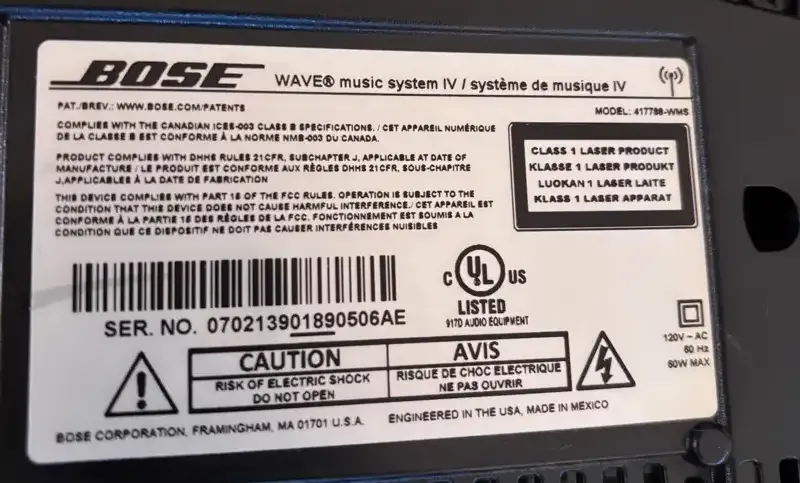 BOSE WAVE® music system IV / système de musique IV
PAT./BREV.: WWW.BOSE.COM/PATENTS
MODEL: 417788-WMS
COMPLIES WITH THE CANADIAN ICES-003 CLASS B SPECIFICATIONS. / CET APPAREIL NUMÉRIQUE
DE LA CLASSE B EST CONFORME À LA NORME NMB-003 DU CANADA.
PRODUCT COMPLIES WITH DHHS RULES 21CFR, SUBCHAPTER J, APPLICABLE AT DATE OF
MANUFACTURE / LE PRODUIT EST CONFORME AUX RÈGLES DHHS 21CFR, SOUS-CHAPITRE
J,APPLICABLES À LA DATE DE FABRICATION
THIS DEVICE COMPLIES WITH PART 15 OF THE FCC RULES. OPERATION IS SUBJECT TO THE
CONDITION THAT THIS DEVICE DOES NOT CAUSE HARMFUL INTERFERENCE./ CET APPAREIL EST
CONFORME À LA PARTIE 15 DES RÈGLES DE LA FCC. FONCTIONNEMENT EST SOUMIS A LA
CONDITION QUE CE DISPOSITIF NE DOIT PAS CAUSER INTERFÉRENCES NUISIBLES
CLASS 1 LASER PRODUCT
KLASSE 1 LASER PRODUKT
LUOKAN 1 LASER LAITE
KLASS 1 LASER APPARAT
C UL US
LISTED
917D AUDIO EQUIPMENT
SER. NO. 070213901890506AE
120V ~ AC
60 Hz
60W MAX
CAUTION
RISK OF ELECTRIC SHOCK
DO NOT OPEN
AVIS
RISQUE DE CHOC ELECTRIQUE
NE PAS OUVRIR
BOSE CORPORATION, FRAMINGHAM, MA 01701 U.S.A. ENGINEERED IN THE USA, MADE IN MEXICO